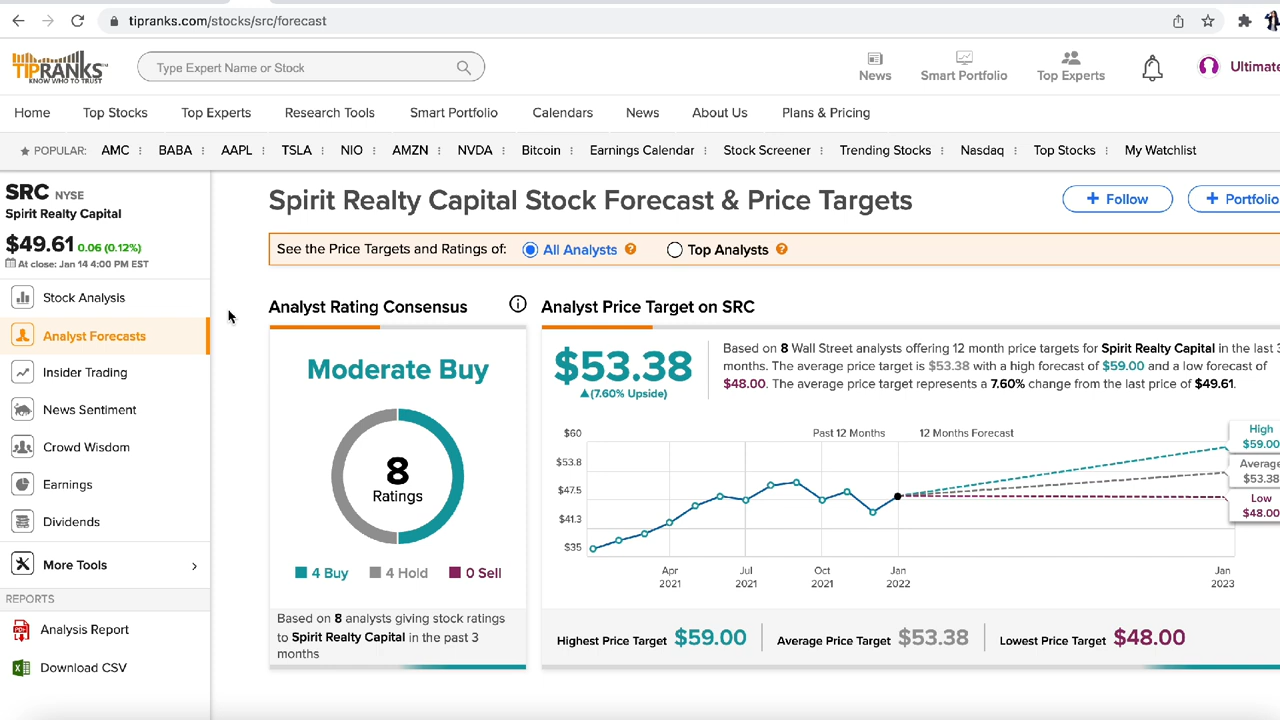 tipranks.com/stocks/src/forecast
TIPRANKS
KNOW WHO TO TRUST
Type Expert Name or Stock
News
Smart Portfolio
Top Experts
Ultimate
Home
Top Stocks
Top Experts
Research Tools
Smart Portfolio
Calendars
News
About Us
Plans & Pricing
★ POPULAR: AMC ⋮ BABA ⋮ AAPL ⋮ TSLA ⋮ NIO ⋮ AMZN ⋮ NVDA ⋮ Bitcoin ⋮ Earnings Calendar ⋮ Stock Screener ⋮ Trending Stocks ⋮ Nasdaq ⋮ Top Stocks ⋮ My Watchlist
SRC NYSE
Spirit Realty Capital
$49.61 0.06 (0.12%)
At close: Jan 14 4:00 PM EST
Stock Analysis
Analyst Forecasts
Insider Trading
News Sentiment
Crowd Wisdom
Earnings
Dividends
More Tools
REPORTS
PDF
Analysis Report
Download CSV
Spirit Realty Capital Stock Forecast & Price Targets
+ Follow
+ Portfolio
See the Price Targets and Ratings of: All Analysts ? Top Analysts ?
Analyst Rating Consensus
Moderate Buy
8
Ratings
4 Buy 4 Hold 0 Sell
Based on 8 analysts giving stock ratings
to Spirit Realty Capital in the past 3
months
Analyst Price Target on SRC
$53.38
▲(7.60% Upside)
Based on 8 Wall Street analysts offering 12 month price targets for Spirit Realty Capital in the last 3
months. The average price target is $53.38 with a high forecast of $59.00 and a low forecast of
$48.00. The average price target represents a 7.60% change from the last price of $49.61.
Past 12 Months
12 Months Forecast
$60
$53.8
$47.5
$41.3
$35
High
$59.00
Average
$53.38
Low
$48.00
Apr
2021
Jul
2021
Oct
2021
Jan
2022
Jan
2023
Highest Price Target $59.00
Average Price Target $53.38
Lowest Price Target $48.00